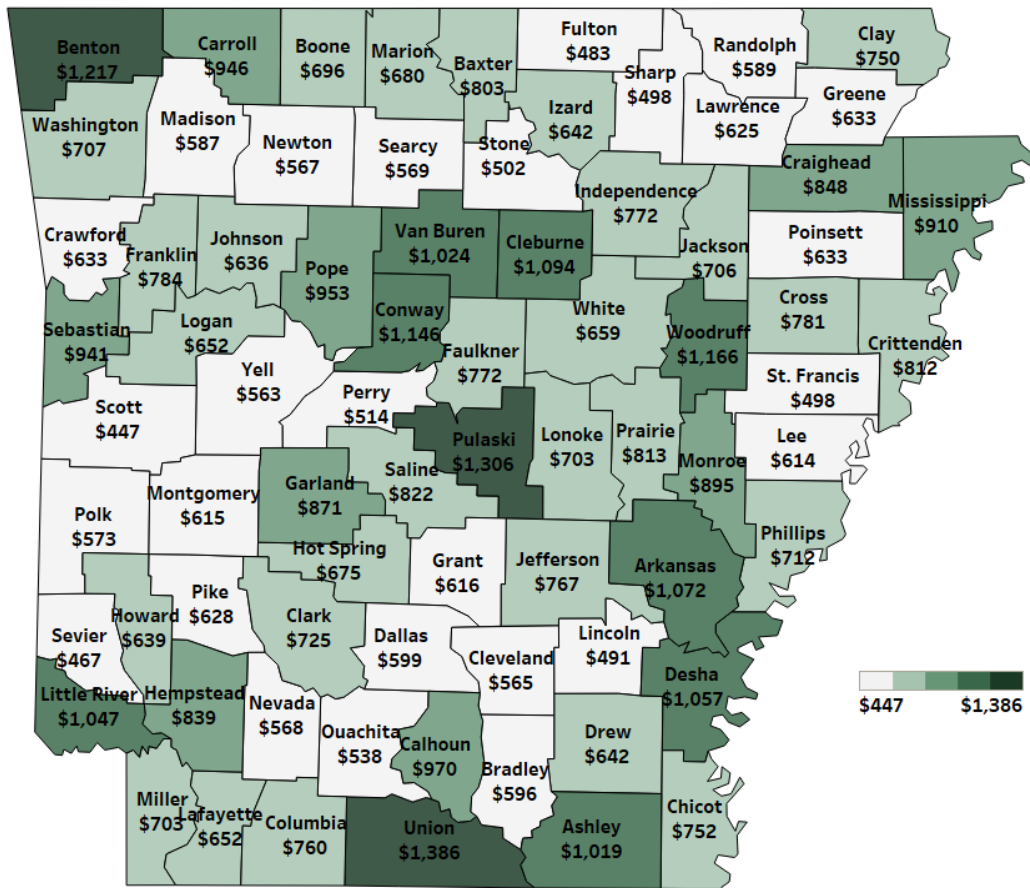 Benton
$1,217
Carroll
$946
Boone
$696
Marion
$680
Baxter
$803
Fulton
$483
Sharp
$498
Randolph
$589
Clay
$750
Washington
$707
Madison
$587
Newton
$567
Searcy
$569
Stone
$502
Izard
$642
Lawrence
$625
Greene
$633
Independence
$772
Craighead
$848
Mississippi
$910
Crawford
$633
Franklin
$784
Johnson
$636
Pope
$953
Van Buren
$1,024
Cleburne
$1,094
Jackson
$706
Poinsett
$633
Sebastian
$941
Logan
$652
Conway
$1,146
Faulkner
$772
White
$659
Woodruff
$1,166
Cross
$781
Crittenden
$812
Scott
$447
Yell
$563
Perry
$514
Pulaski
$1,306
Lonoke
$703
Prairie
$813
St. Francis
$498
Lee
$614
Monroe
$895
Polk
$573
Montgomery
$615
Garland
$871
Saline
$822
Hot Spring
$675
Grant
$616
Jefferson
$767
Arkansas
$1,072
Phillips
$712
Sevier
$467
Howard
$639
Pike
$628
Clark
$725
Dallas
$599
Cleveland
$565
Lincoln
$491
Desha
$1,057
Little River
$1,047
Hempstead
$839
Nevada
$568
Ouachita
$538
Calhoun
$970
Bradley
$596
Drew
$642
Miller
$703
Lafayette
$652
Columbia
$760
Union
$1,386
Ashley
$1,019
Chicot
$752
$447
$1,386